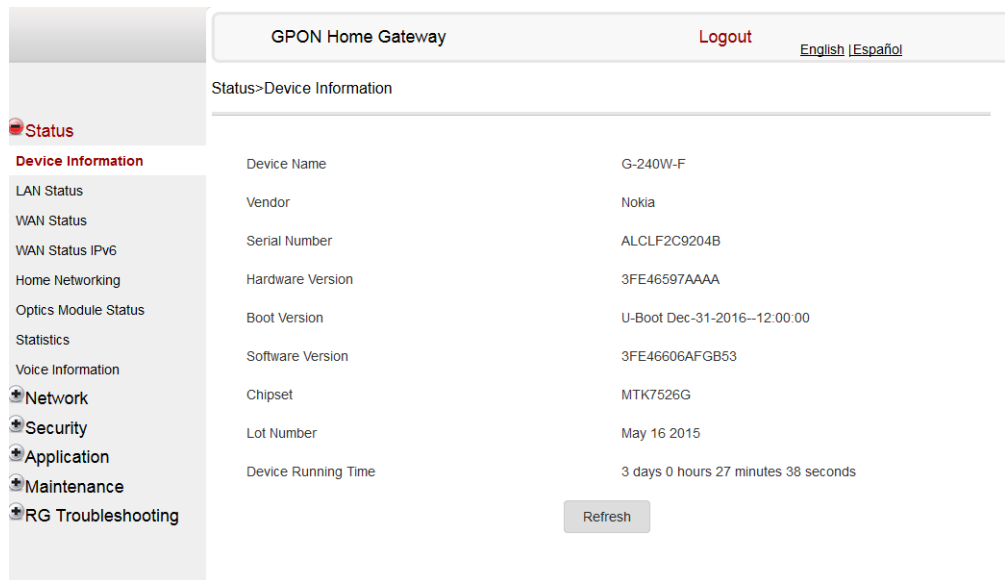 GPON Home Gateway
Logout
English | Español
Status>Device Information
Status
Device Information
LAN Status
WAN Status
WAN Status IPv6
Home Networking
Optics Module Status
Statistics
Voice Information
Network
Security
Application
Maintenance
RG Troubleshooting
Device Name G-240W-F
Vendor Nokia
Serial Number ALCLF2C9204B
Hardware Version 3FE46597AAAA
Boot Version U-Boot Dec-31-2016--12:00:00
Software Version 3FE46606AFGB53
Chipset MTK7526G
Lot Number May 16 2015
Device Running Time 3 days 0 hours 27 minutes 38 seconds
Refresh